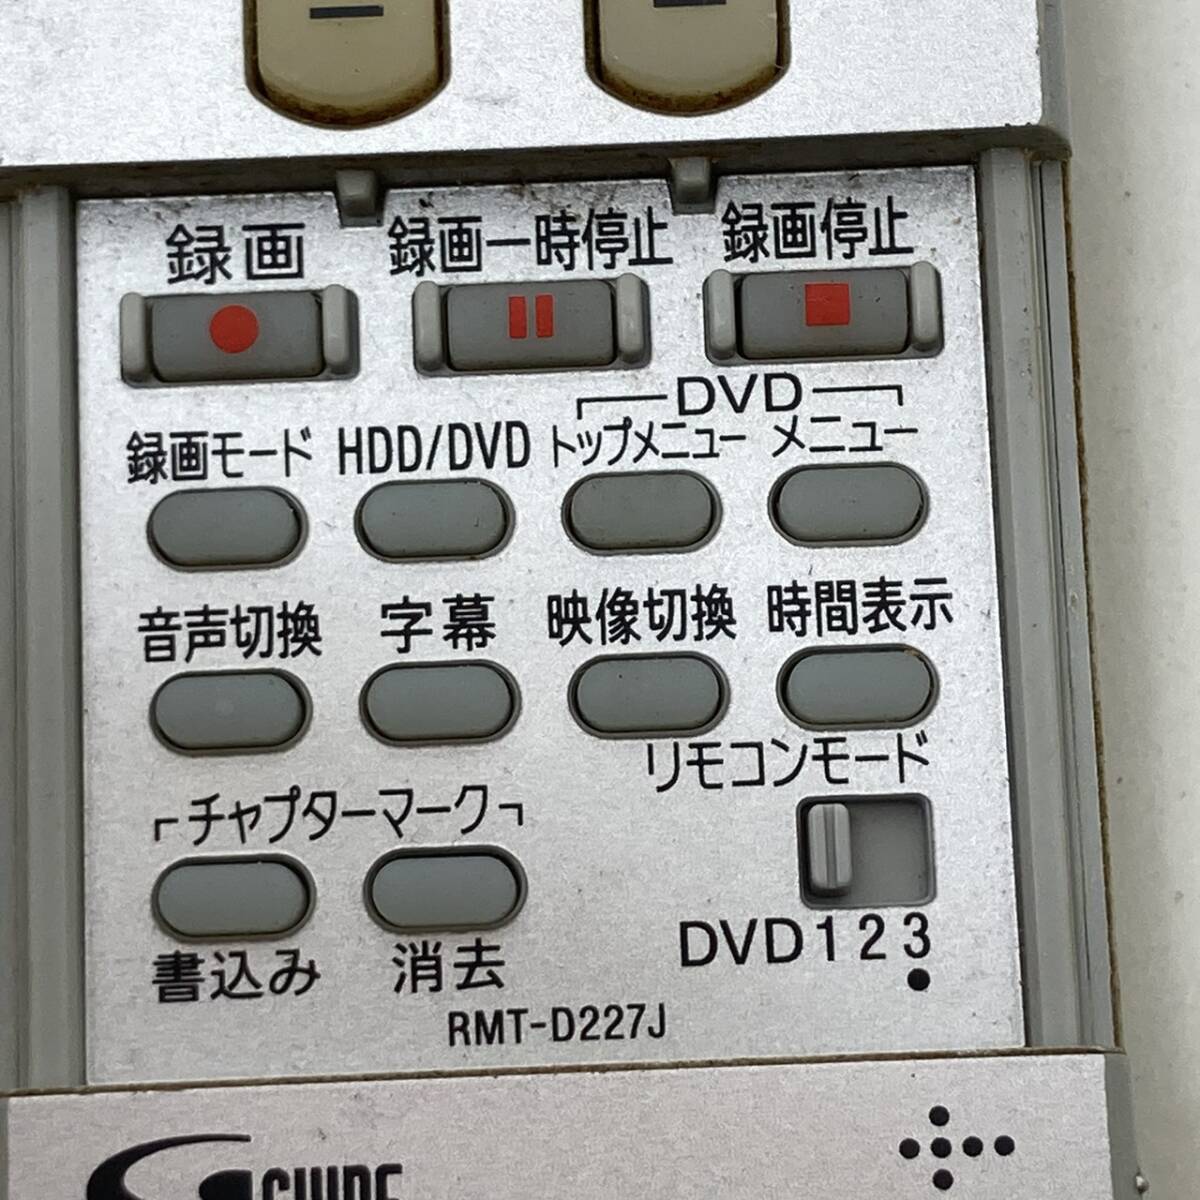 録画 録画一時停止 録画停止
DVD
録画モード HDD/DVD トップメニュー メニュー
音声切換 字幕 映像切換 時間表示
リモコンモード
チャプターマーク
書込み 消去 DVD 1 2 3
RMT-D227J
GUIDE